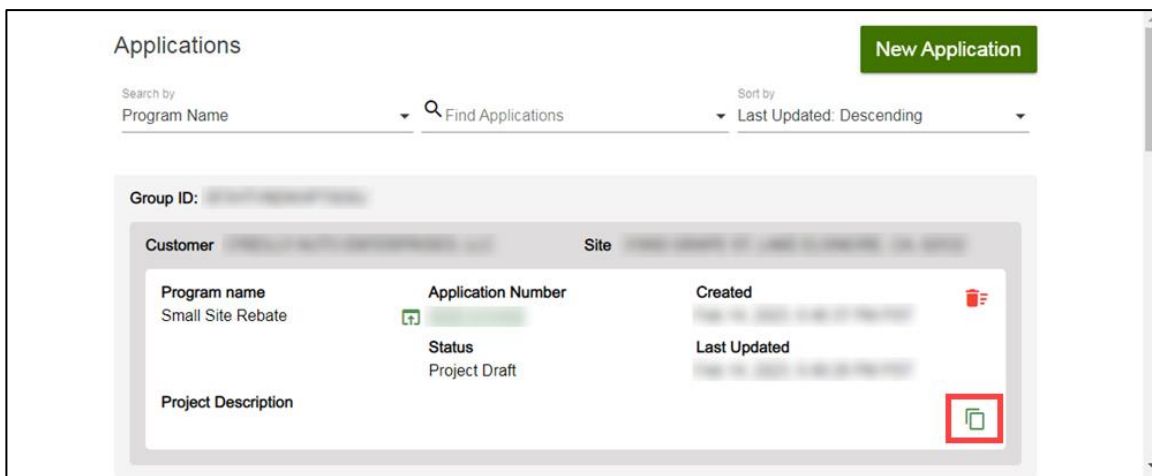 Applications
New Application
Search by
Program Name
Find Applications
Sort by
Last Updated: Descending
Group ID:
Customer
Site
Program name
Small Site Rebate
Application Number
Created
Status
Project Draft
Last Updated
Project Description